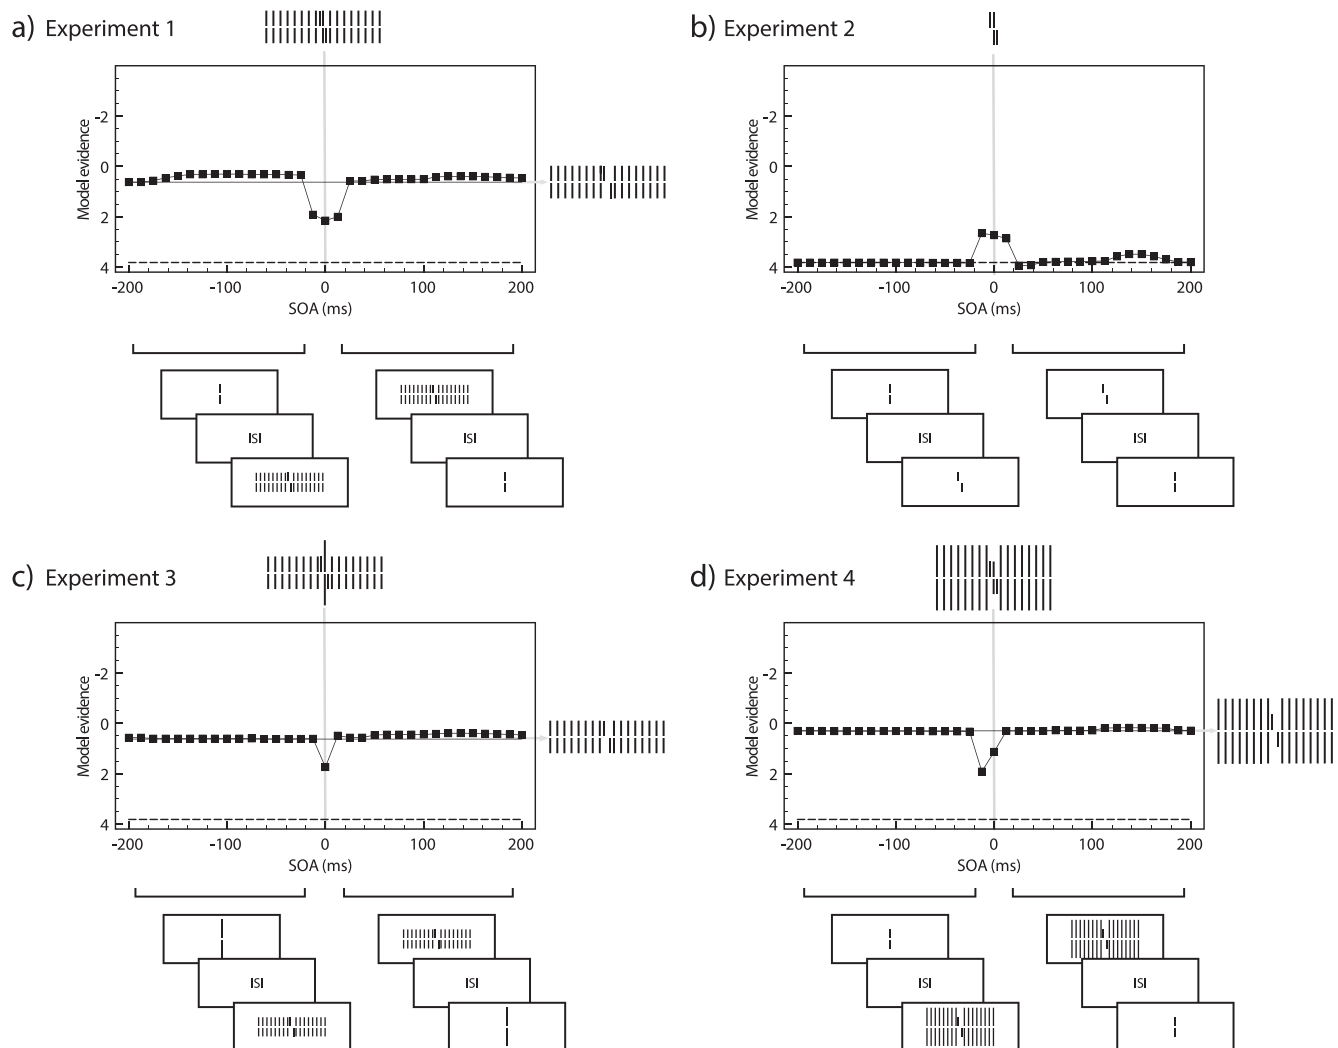 a) Experiment 1
Model evidence
-2
0
2
4
-200
-100
0
100
200
SOA (ms)
ISI
ISI
b) Experiment 2
Model evidence
-2
0
2
4
-200
-100
0
100
200
SOA (ms)
ISI
ISI
c) Experiment 3
Model evidence
-2
0
2
4
-200
-100
0
100
200
SOA (ms)
ISI
ISI
d) Experiment 4
Model evidence
-2
0
2
4
-200
-100
0
100
200
SOA (ms)
ISI
ISI